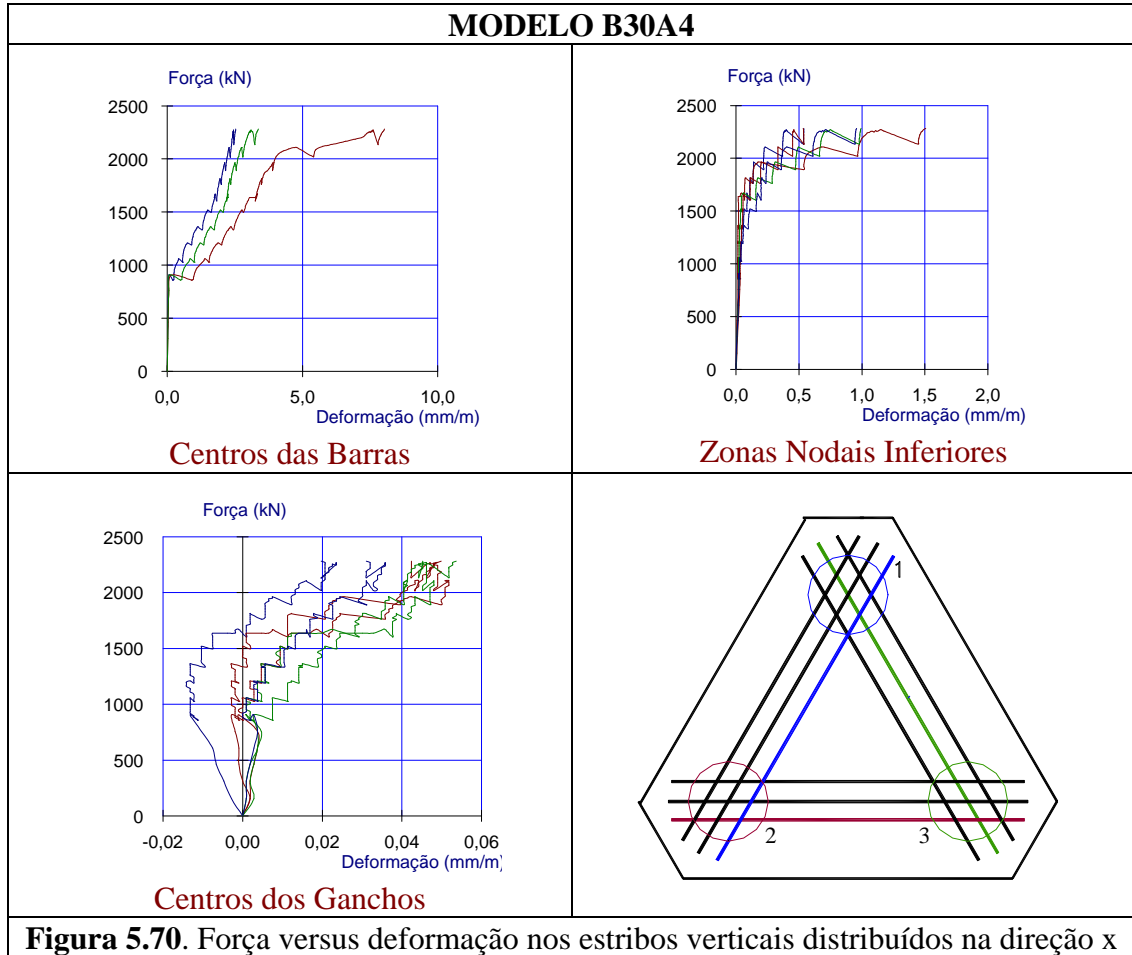 MODELO B30A4
Força (kN)
2500
2000
1500
1000
500
0
0,0 5,0 10,0
Deformação (mm/m)
Centros das Barras
Força (kN)
2500
2000
1500
1000
500
0
0,0 0,5 1,0 1,5 2,0
Deformação (mm/m)
Zonas Nodais Inferiores
Força (kN)
2500
2000
1500
1000
500
0
-0,02 0,00 0,02 0,04 0,06
Deformação (mm/m)
Centros dos Ganchos
1
2 3
Figura 5.70. Força versus deformação nos estribos verticais distribuídos na direção x